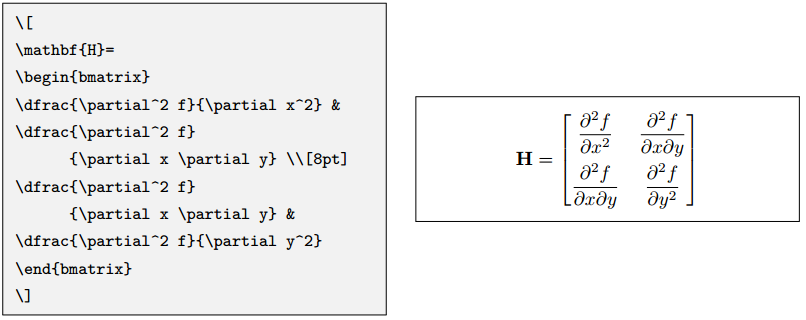 \[
\mathbf{H}=
\begin{bmatrix}
\dfrac{\partial^2 f}{\partial x^2} &
\dfrac{\partial^2 f}
{\partial x \partial y} \\[8pt]
\dfrac{\partial^2 f}
{\partial x \partial y} &
\dfrac{\partial^2 f}{\partial y^2}
\end{bmatrix}
\]
H = [ ∂²f/∂x² ∂²f/∂x∂y
∂²f/∂x∂y ∂²f/∂y² ]